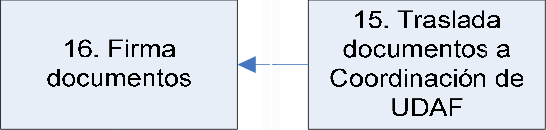 16. Firma
documentos
15. Traslada
documentos a
Coordinación de
UDAF